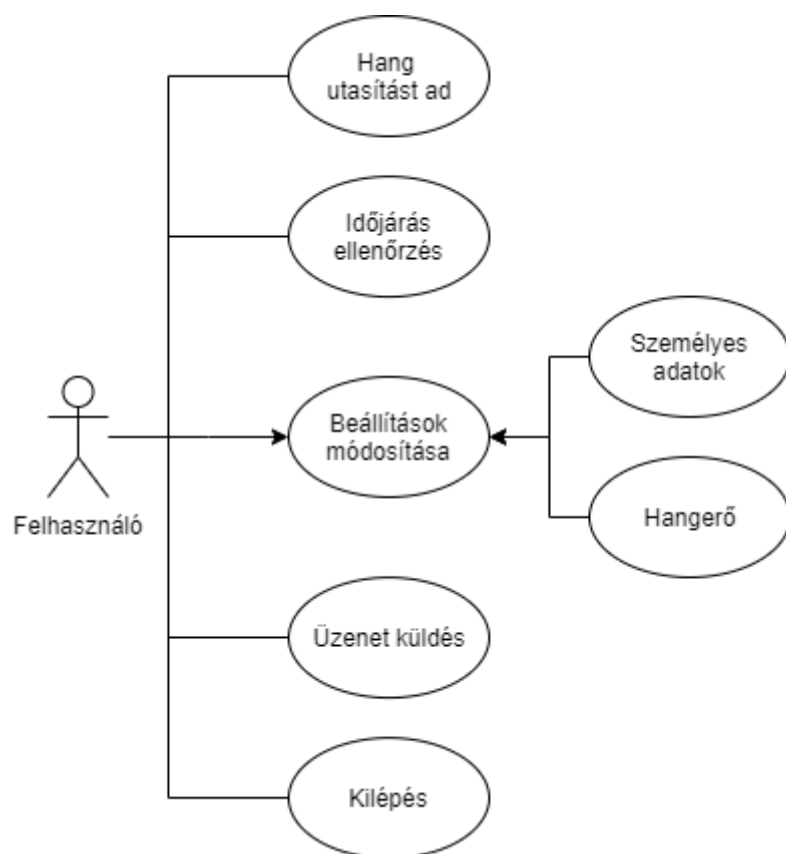 Hang
utasítást ad
Időjárás
ellenőrzés
Személyes
adatok
Beállítások
módosítása
Felhasználó
Hangerő
Üzenet küldés
Kilépés